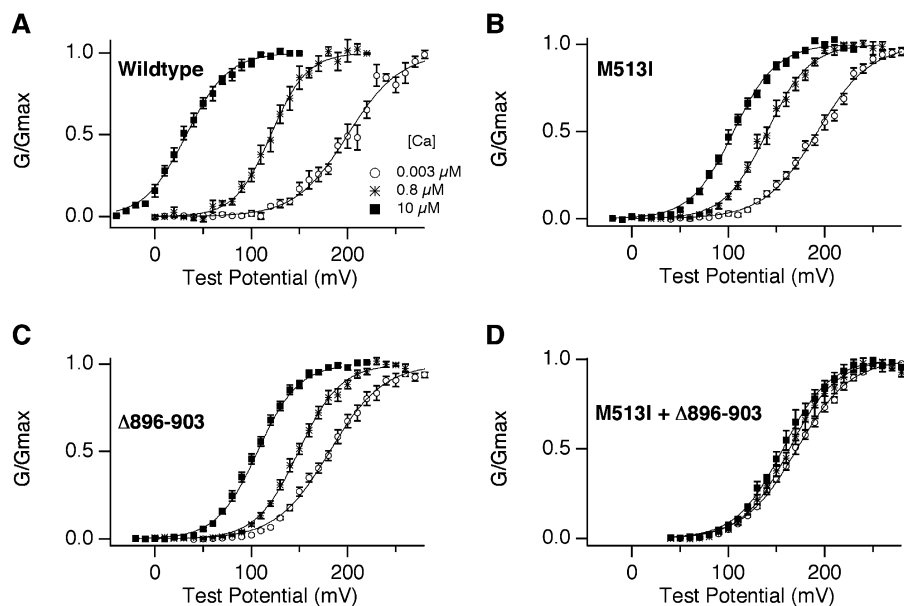 A
B
Wildtype
M513I
G/Gmax
1.0
0.5
0.0
[Ca]
0.003 µM
0.8 µM
10 µM
0 100 200
Test Potential (mV)
G/Gmax
1.0
0.5
0.0
0 100 200
Test Potential (mV)
C
D
Δ896-903
M513I + Δ896-903
G/Gmax
1.0
0.5
0.0
0 100 200
Test Potential (mV)
G/Gmax
1.0
0.5
0.0
0 100 200
Test Potential (mV)